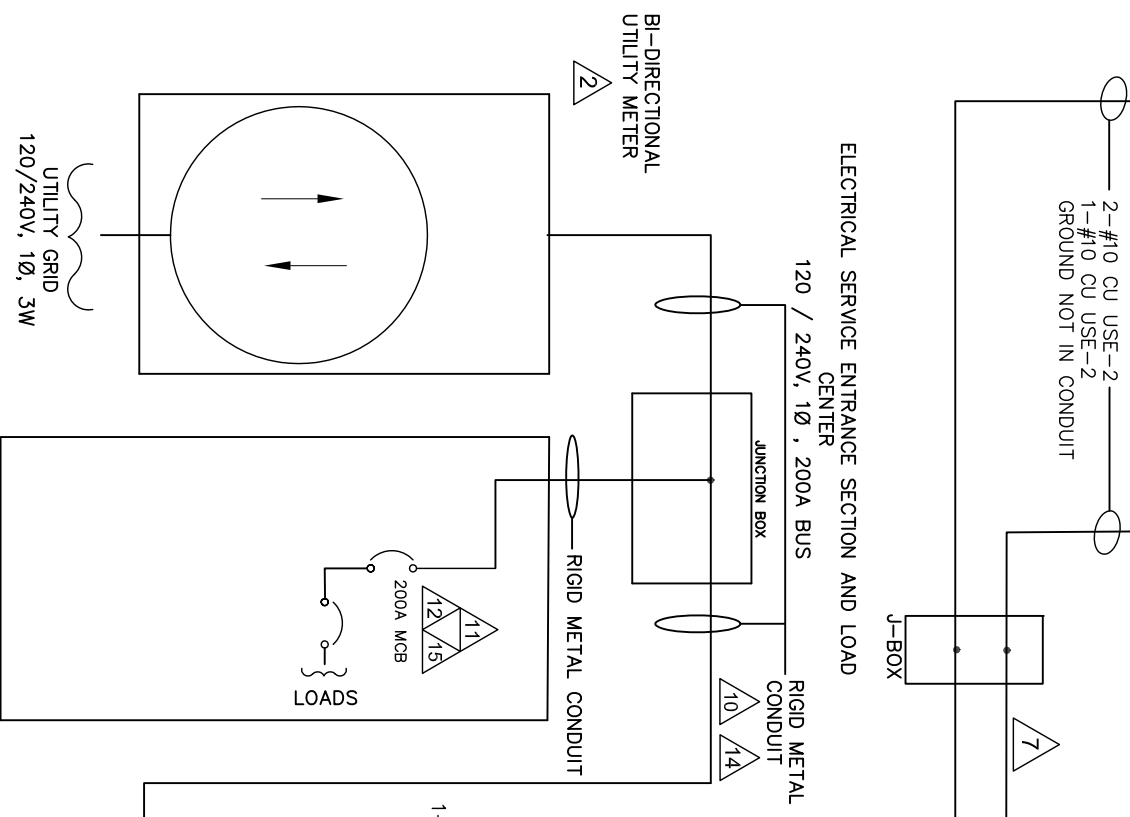 2-#10 CU USE-2
1-#10 CU USE-2
GROUND NOT IN CONDUIT
J-BOX
7
ELECTRICAL SERVICE ENTRANCE SECTION AND LOAD
CENTER
120 / 240V, 1Ø , 200A BUS
BI-DIRECTIONAL
UTILITY METER
2
JUNCTION BOX
RIGID METAL
CONDUIT
10
14
RIGID METAL CONDUIT
11
12
15
200A MCB
LOADS
UTILITY GRID
120/240V, 1Ø, 3W
1-